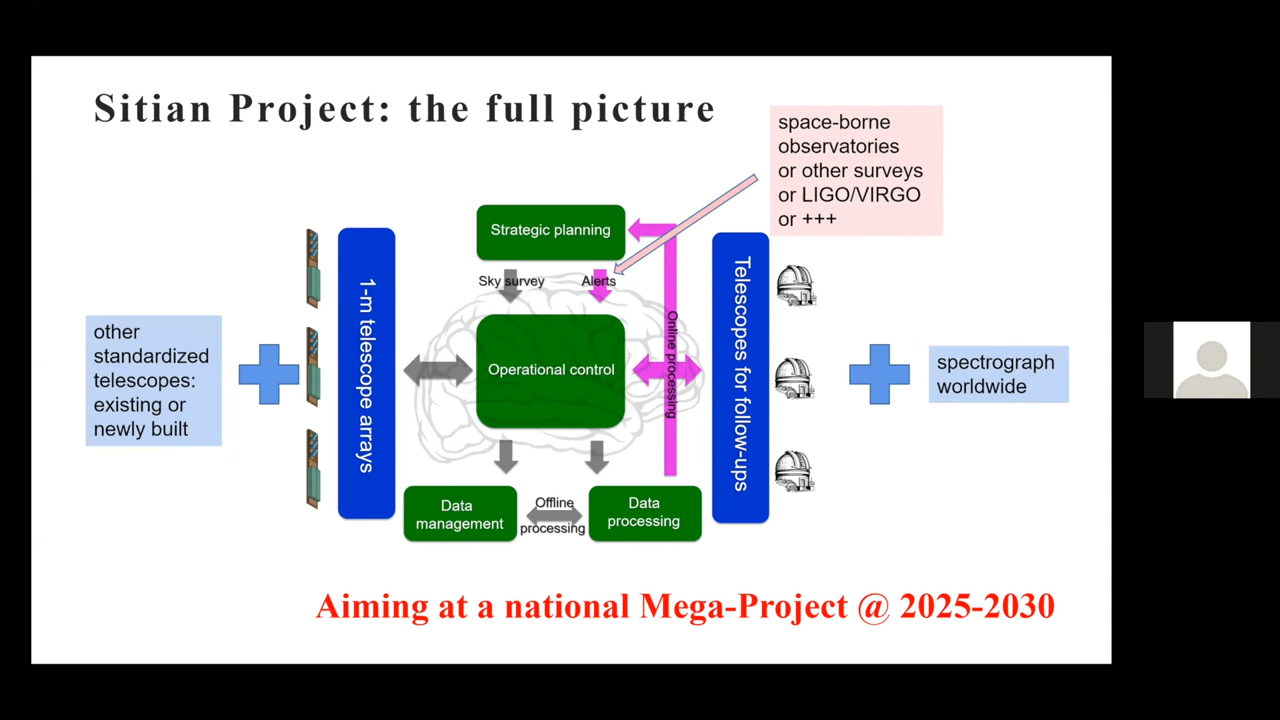 Sitian Project: the full picture
space-borne
observatories
or other surveys
or LIGO/VIRGO
or +++
Strategic planning
Sky survey
Alerts
other
standardized
telescopes:
existing or
newly built
1-m telescope arrays
Operational control
Online processing
Telescopes for follow-ups
spectrograph
worldwide
Data
management
Offline
processing
Data
processing
Aiming at a national Mega-Project @ 2025-2030